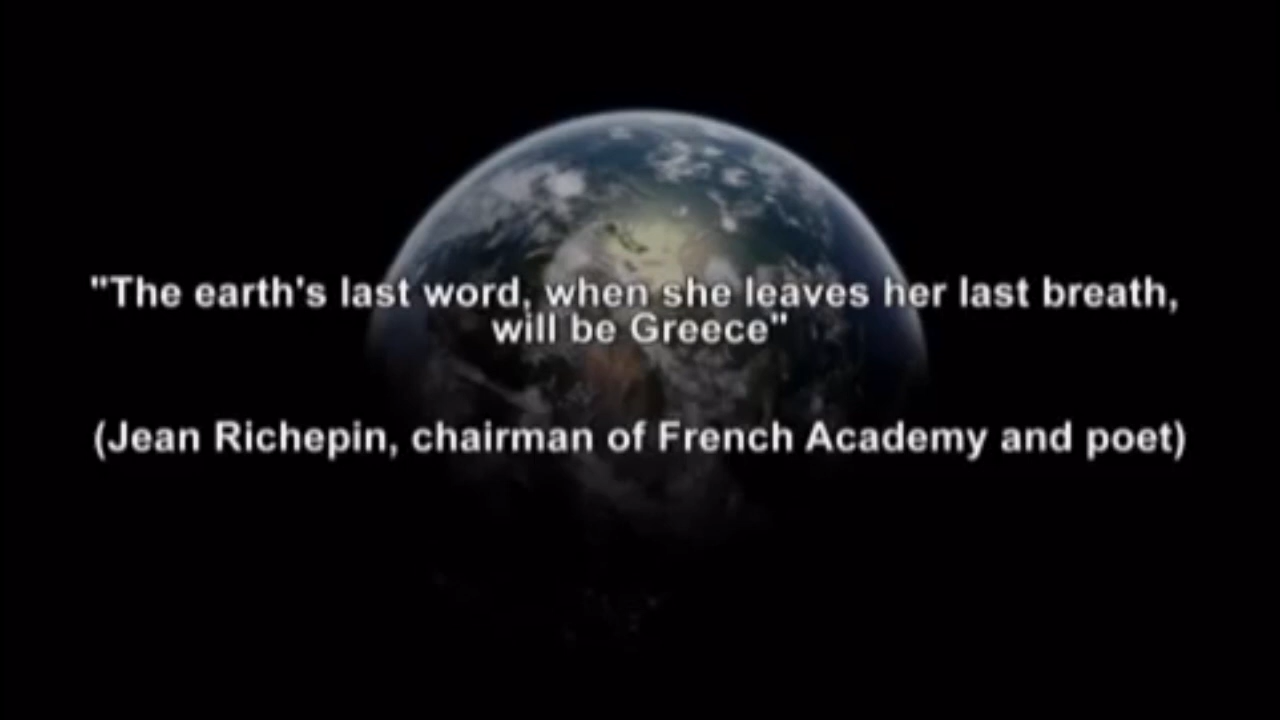 "The earth's last word, when she leaves her last breath,
will be Greece"
(Jean Richepin, chairman of French Academy and poet)